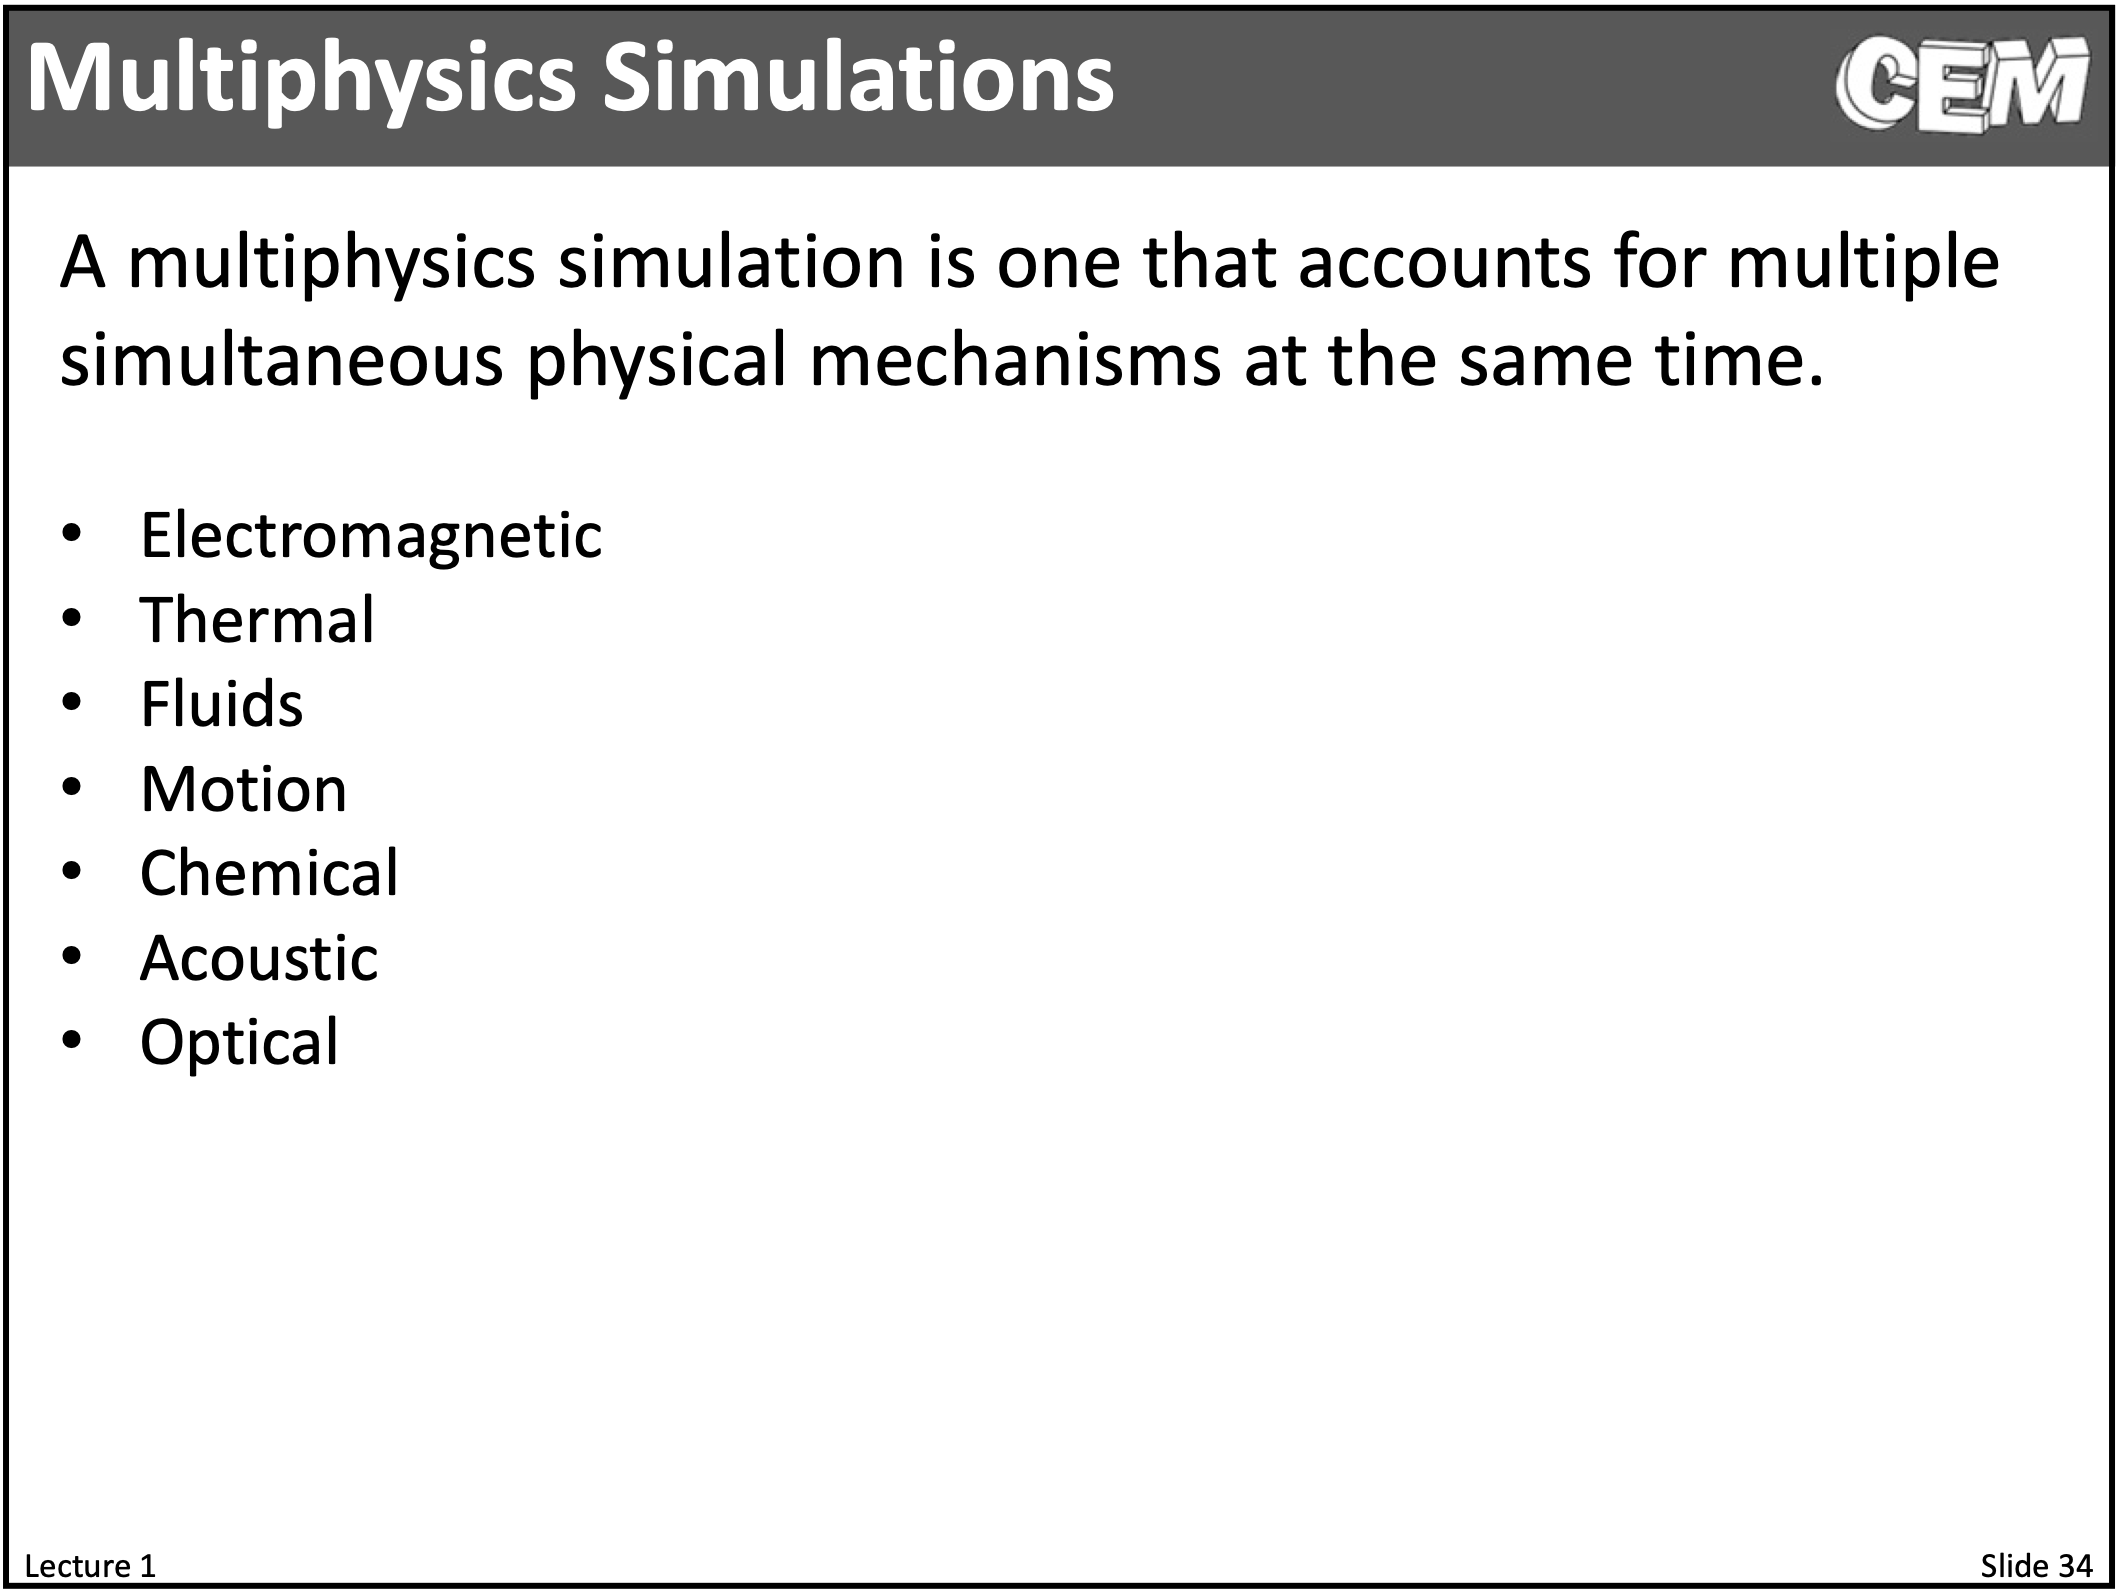 Multiphysics Simulations
CEM
A multiphysics simulation is one that accounts for multiple
simultaneous physical mechanisms at the same time.
• Electromagnetic
• Thermal
• Fluids
• Motion
• Chemical
• Acoustic
• Optical
Lecture 1
Slide 34